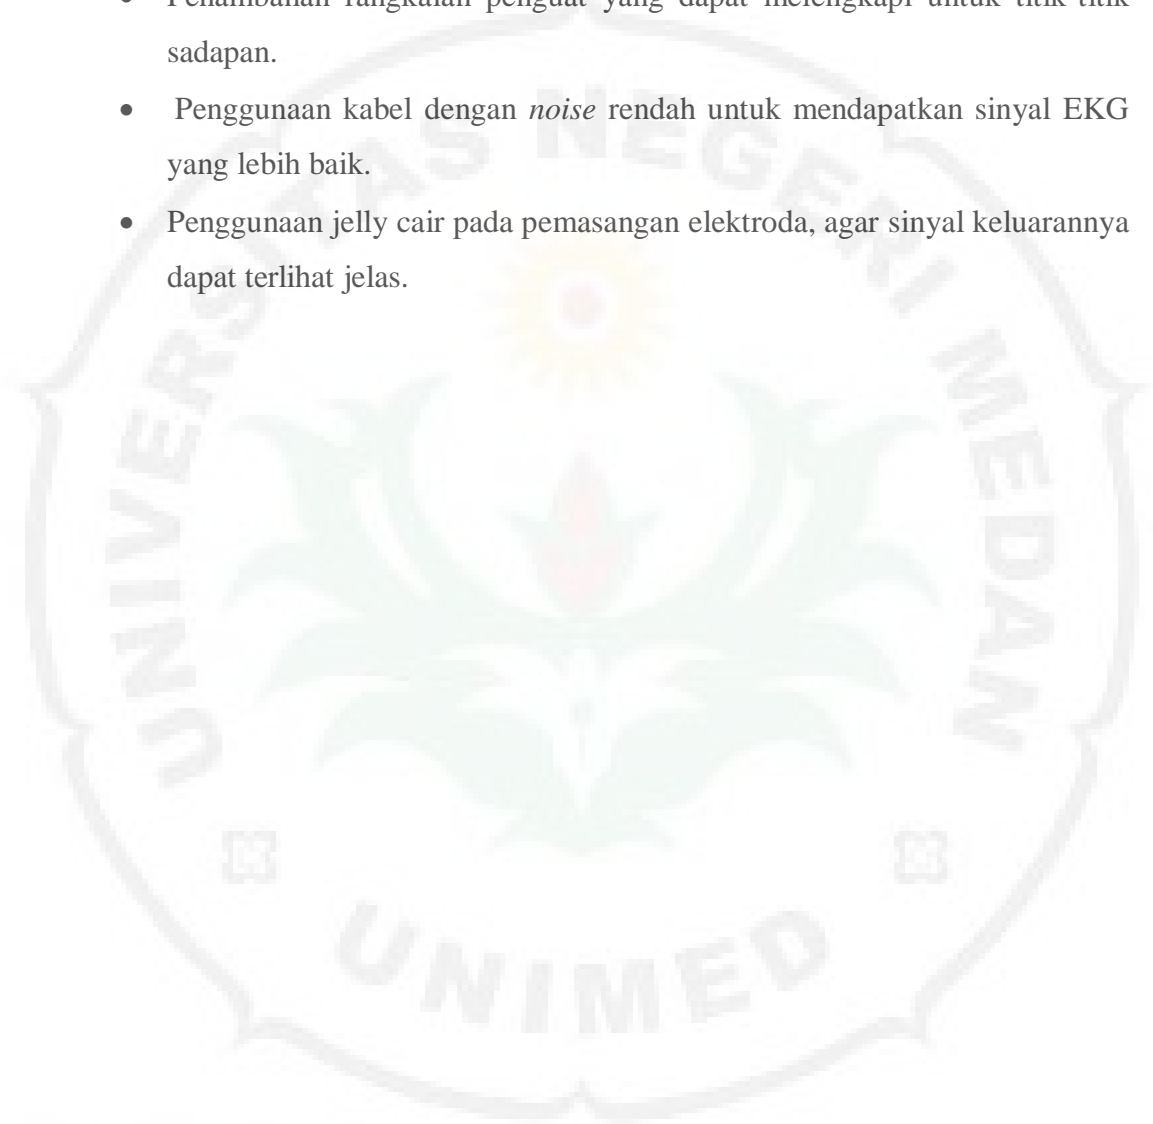 • Penambahan rangkaian penguat yang dapat melengkapi untuk titik-titik
sadapan.
• Penggunaan kabel dengan noise rendah untuk mendapatkan sinyal EKG
yang lebih baik.
• Penggunaan jelly cair pada pemasangan elektroda, agar sinyal keluarannya
dapat terlihat jelas.
UNIVERSITAS NEGERI MEDAN
UNIMED